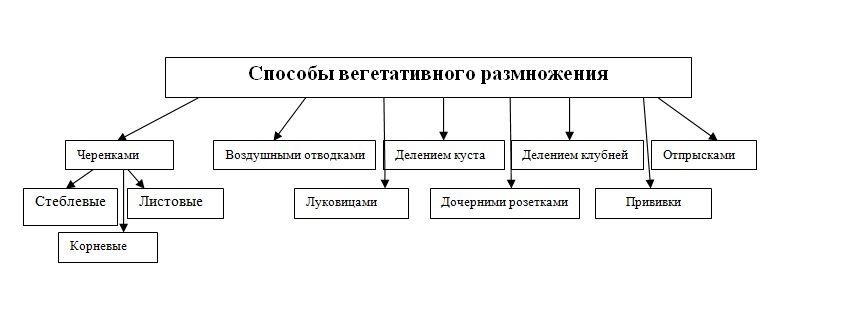 Способы вегетативного размножения
Черенками
Воздушными отводками
Делением куста
Делением клубней
Отпрысками
Стеблевые
Листовые
Луковицами
Дочерними розетками
Прививки
Корневые